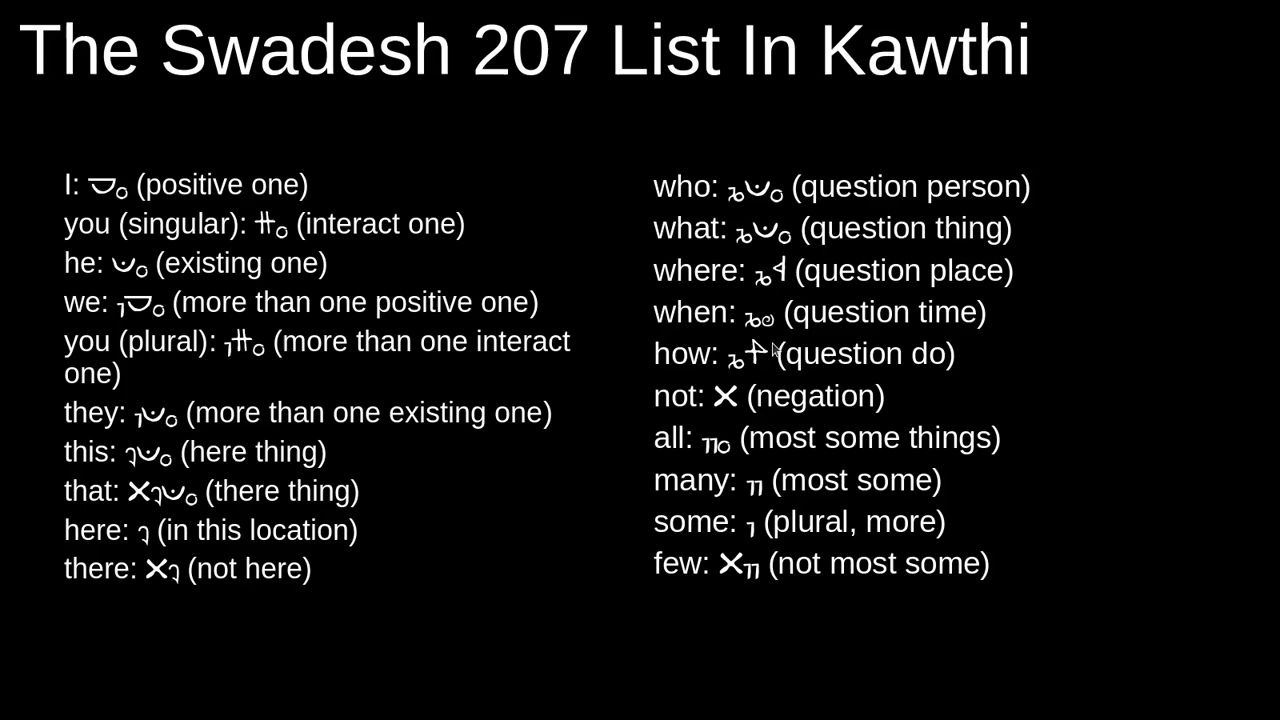 The Swadesh 207 List In Kawthi
I: (positive one)
you (singular): (interact one)
he: (existing one)
we: (more than one positive one)
you (plural): (more than one interact
one)
they: (more than one existing one)
this: (here thing)
that: (there thing)
here: (in this location)
there: (not here)
who: (question person)
what: (question thing)
where: (question place)
when: (question time)
how: (question do)
not: (negation)
all: (most some things)
many: (most some)
some: (plural, more)
few: (not most some)